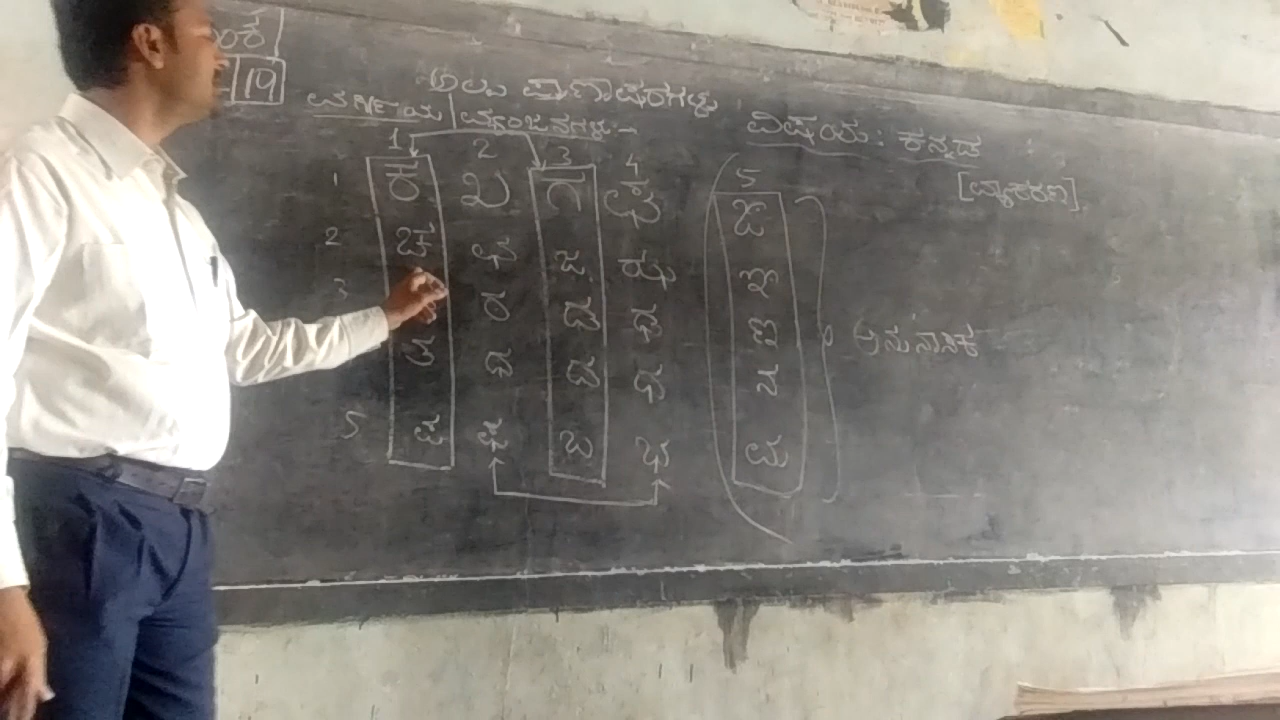 ಂಕ
19
ಅಲ್ಪ ಪ್ರಾಣಾಕ್ಷರಗಳು
ವರ್ಗೀಯ ವ್ಯಂಜನಗಳು:-
ವಿಷಯ: ಕನ್ನಡ
[ವ್ಯಾಕರಣ]
1 2 3 4 5
1 ಕ ಖ ಗ ಘ ಙ
2 ಚ ಛ ಜ ಝ ಞ
3 ಠ ಡ ಢ ಣ
ತ ಥ ದ ಧ ನ
5 ಪ ಫ ಬ ಭ ಮ
ಅನುನಾಸಿಕ